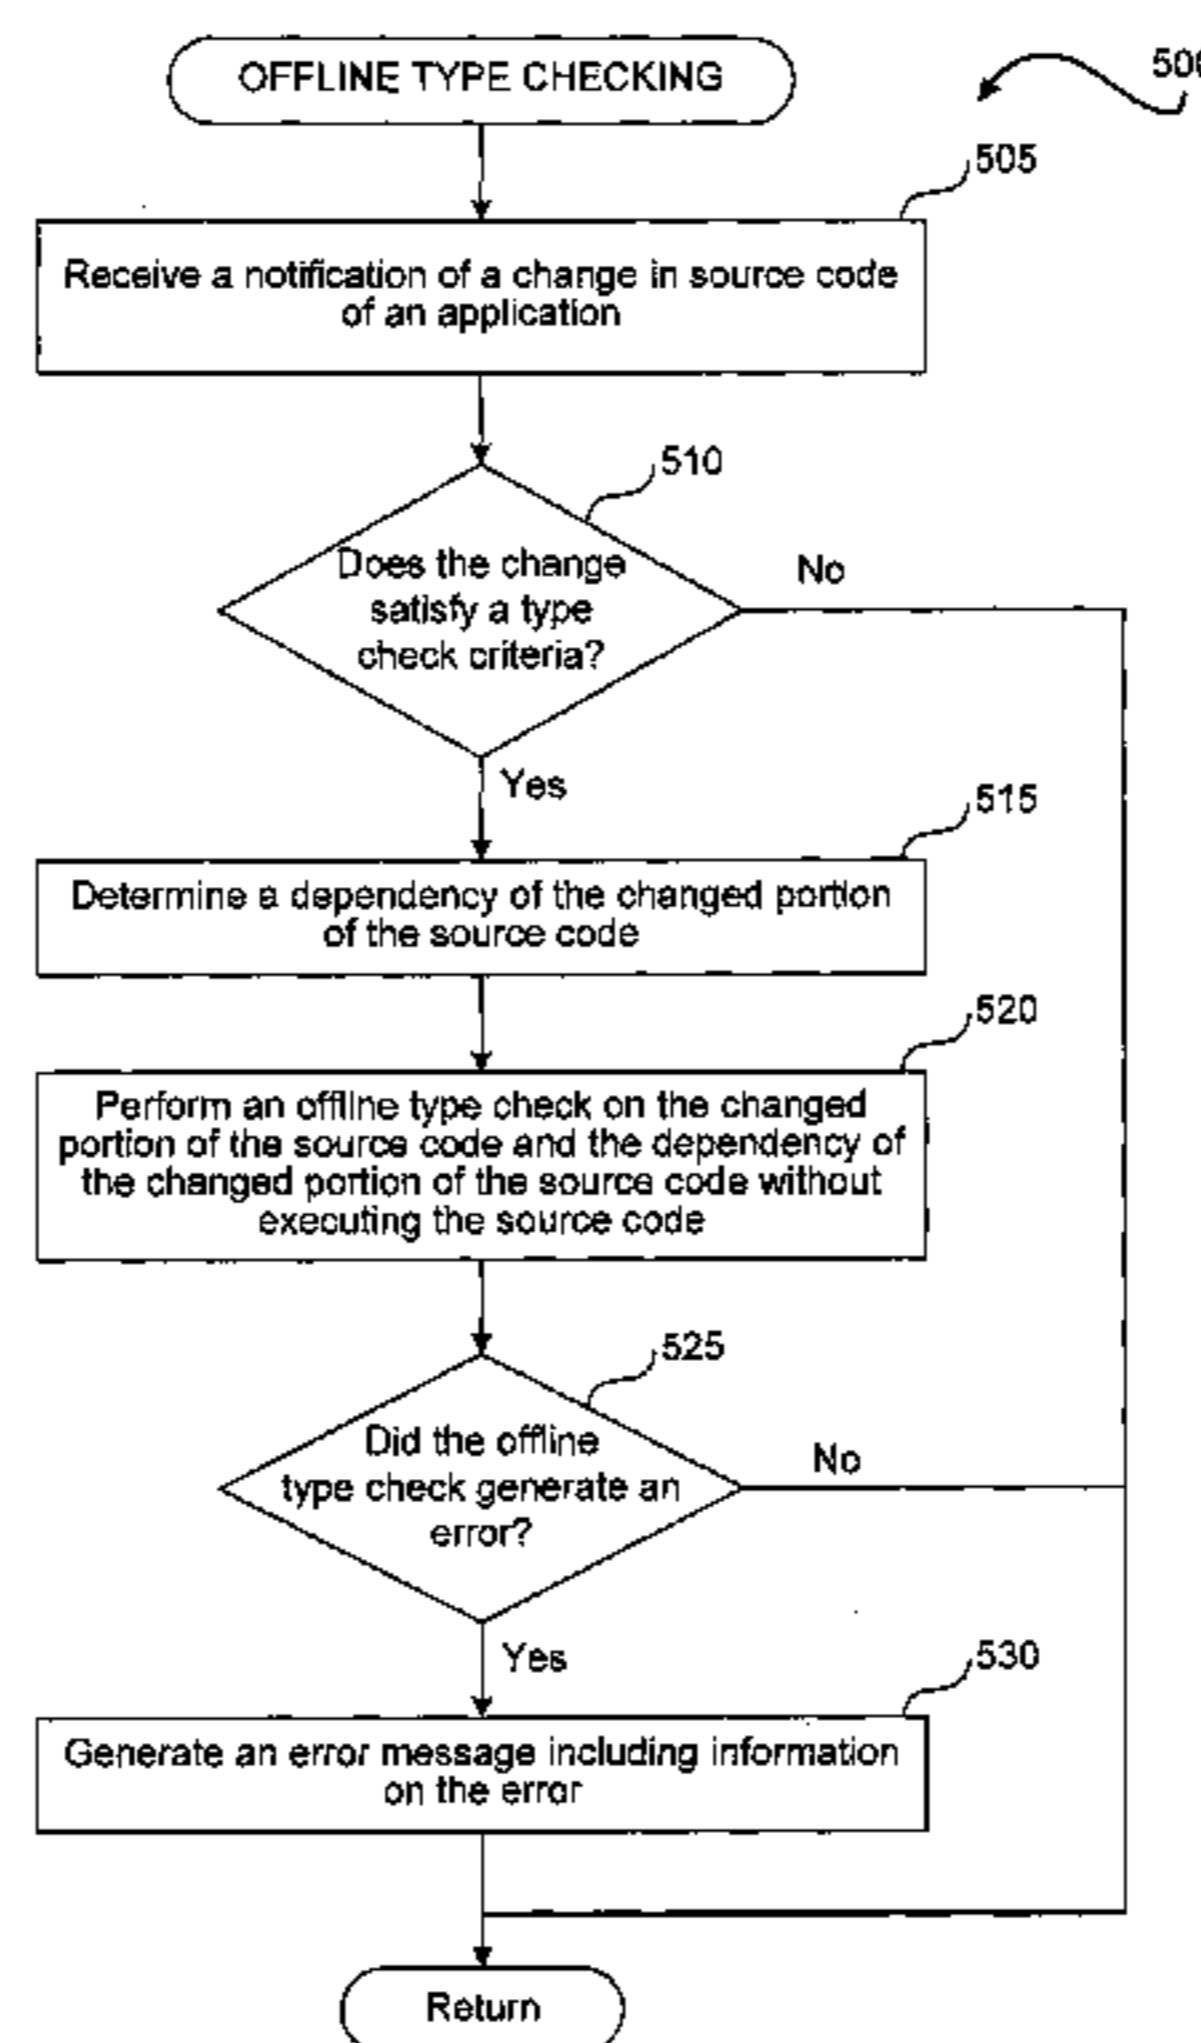 OFFLINE TYPE CHECKING
505
Receive a notification of a change in source code
of an application
510
Does the change
satisfy a type
check criteria?
No
Yes
515
Determine a dependency of the changed portion
of the source code
520
Perform an offline type check on the changed
portion of the source code and the dependency of
the changed portion of the source code without
executing the source code
525
Did the offline
type check generate an
error?
No
Yes
530
Generate an error message including information
on the error
Return